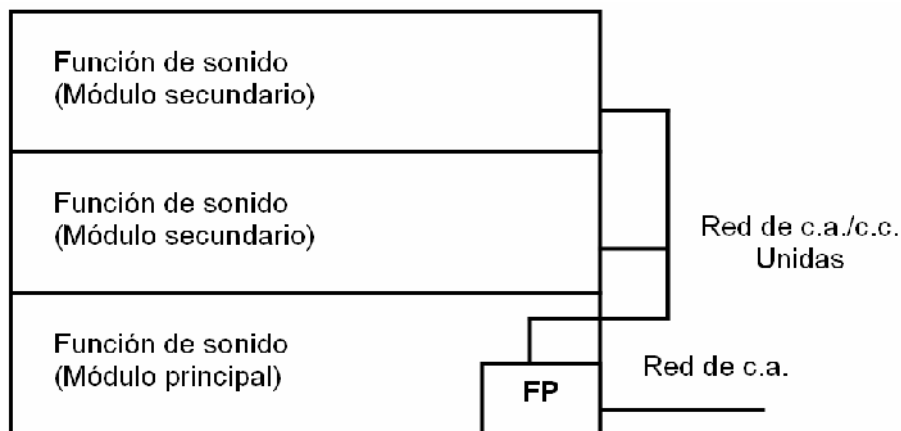 Función de sonido
(Módulo secundario)
Función de sonido
(Módulo secundario)
Red de c.a./c.c.
Unidas
Función de sonido
(Módulo principal)
FP
Red de c.a.